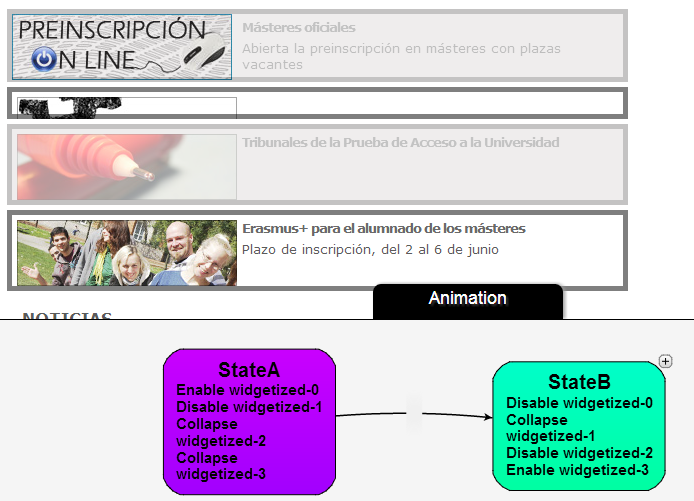 PREINSCRIPCIÓN
ON LINE
Másteres oficiales
Abierta la preinscripción en másteres con plazas
vacantes
Tribunales de la Prueba de Acceso a la Universidad
Erasmus+ para el alumnado de los másteres
Plazo de inscripción, del 2 al 6 de junio
NOTICIAS
Animation
StateA
Enable widgetized-0
Disable widgetized-1
Collapse
widgetized-2
Collapse
widgetized-3
StateB
Disable widgetized-0
Collapse
widgetized-1
Disable widgetized-2
Enable widgetized-3